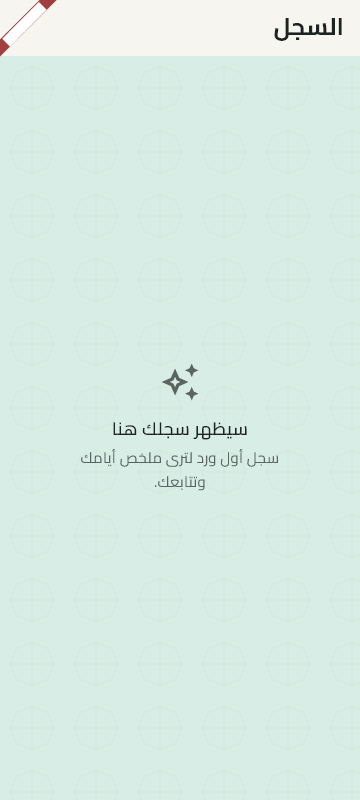 السجل
سيظهر سجلك هنا
سجل أول ورد لترى ملخص أيامك
وتتابعك.